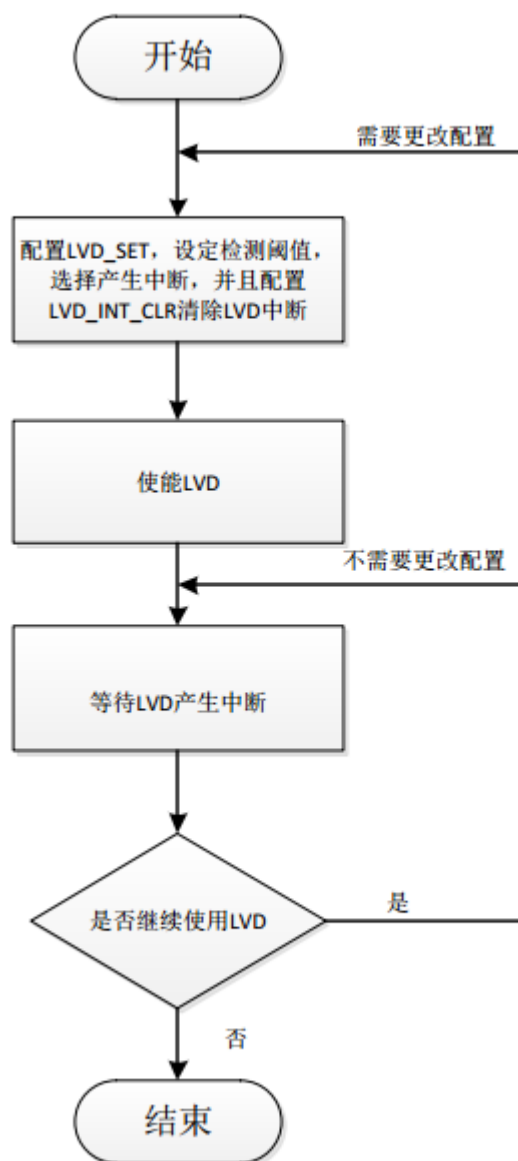 开始
需要更改配置
配置LVD_SET，设定检测阈值，
选择产生中断，并且配置
LVD_INT_CLR清除LVD中断
使能LVD
不需要更改配置
等待LVD产生中断
是否继续使用LVD
是
否
结束